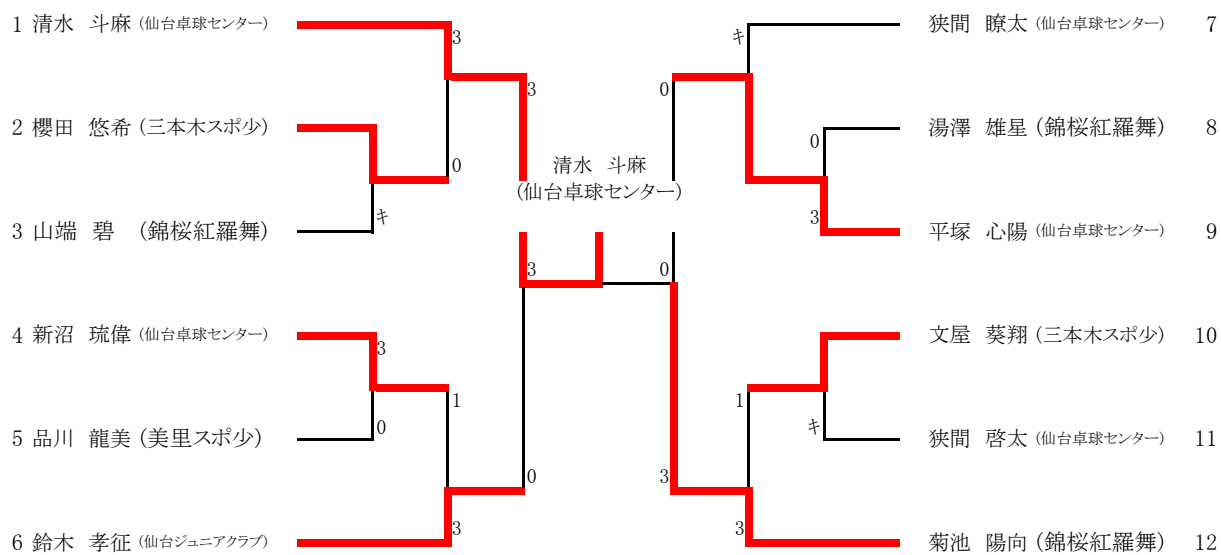 1 清水 斗麻 (仙台卓球センター)
2 櫻田 悠希 (三本木スポ少)
3 山端 碧 (錦桜紅羅舞)
4 新沼 琉偉 (仙台卓球センター)
5 品川 龍美 (美里スポ少)
6 鈴木 孝征 (仙台ジュニアクラブ)
3
3
0
キ
3
0
1
3
3
0
清水 斗麻
(仙台卓球センター)
キ
0
0
3
0
1
キ
3
3
狭間 瞭太 (仙台卓球センター) 7
湯澤 雄星 (錦桜紅羅舞) 8
平塚 心陽 (仙台卓球センター) 9
文屋 葵翔 (三本木スポ少) 10
狭間 啓太 (仙台卓球センター) 11
菊池 陽向 (錦桜紅羅舞) 12